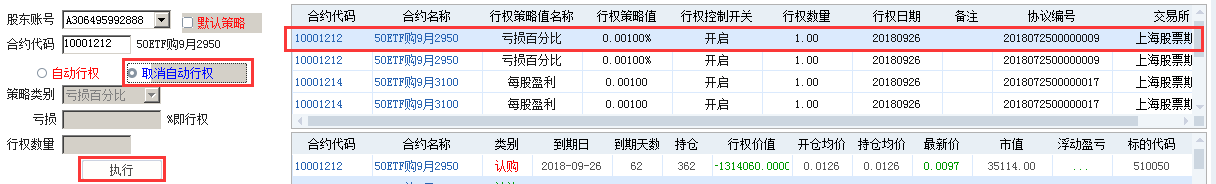 股东账号 A306495992888 默认策略
合约代码 10001212 50ETF购9月2950
自动行权 取消自动行权
策略类别 亏损百分比
亏损 %即行权
行权数量
执行
合约代码 合约名称 行权策略值名称 行权策略值 行权控制开关 行权数量 行权日期 备注 协议编号 交易所
10001212 50ETF购9月2950 亏损百分比 0.00100% 开启 1.00 20180926 2018072500000009 上海股票期
10001212 50ETF购9月2950 亏损百分比 0.00100% 开启 1.00 20180926 2018072500000009 上海股票期
10001214 50ETF购9月3100 每股盈利 0.00100 开启 1.00 20180926 2018072500000017 上海股票期
10001214 50ETF购9月3100 每股盈利 0.00100 开启 1.00 20180926 2018072500000017 上海股票期
合约代码 合约名称 类别 到期日 到期天数 持仓 行权价值 开仓均价 持仓均价 最新价 市值 浮动盈亏 标的代码
10001212 50ETF购9月2950 认购 2018-09-26 62 362 -1314060.0000 0.0126 0.0126 0.0097 35114.00 ... 510050